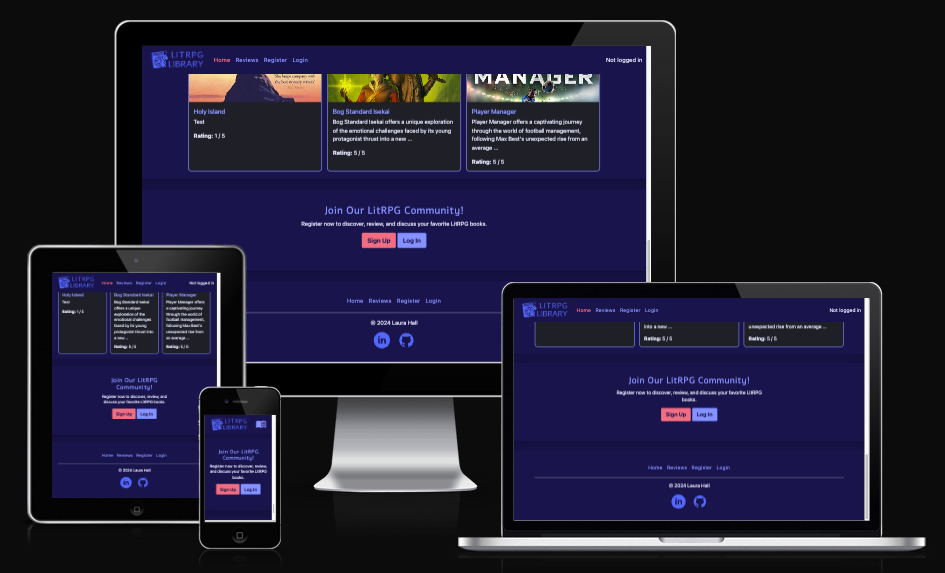 LITRPG
LIBRARY
Home Reviews Register Login
Not logged in
MANAGER
Holy Island
Test
Rating: 1 / 5
Bog Standard Isekai
Bog Standard Isekai offers a unique exploration
of the emotional challenges faced by its young
protagonist thrust into a new ...
Rating: 5 / 5
Player Manager
Player Manager offers a captivating journey
through the world of football management,
following Max Best's unexpected rise from an
average ...
Rating: 5 / 5
Join Our LitRPG Community!
Register now to discover, review, and discuss your favorite LitRPG books.
Sign Up Log In
Home Reviews Register Login
© 2024 Laura Hall
in
LITRPG
LIBRARY
Home Reviews Register Login
Not logged in
Holy Island
Test
Rating: 1 / 5
Bog Standard Isekai
Bog Standard Isekai
offers a unique
exploration of the
emotional challenges
faced by its young
protagonist thrust into
a new ...
Rating: 5 / 5
Player Manager
Player Manager offers
a captivating journey
through the world of
football management,
following Max Best's
unexpected rise from
an average ...
Rating: 5 / 5
Join Our LitRPG
Community!
Register now to discover, review, and
discuss your favorite LitRPG books.
Sign Up Log In
Home Reviews Register Login
© 2024 Laura Hall
in
LITRPG
LIBRARY
Join Our LitRPG
Community!
Register now to discover, review,
and discuss your favorite LitRPG
books.
Sign Up Log In
LITRPG
LIBRARY
Home Reviews Register Login
Not logged in
into a new ...
Rating: 5 / 5
unexpected rise from an average ...
Rating: 5 / 5
Join Our LitRPG Community!
Register now to discover, review, and discuss your favorite LitRPG
books.
Sign Up Log In
Home Reviews Register Login
© 2024 Laura Hall
in